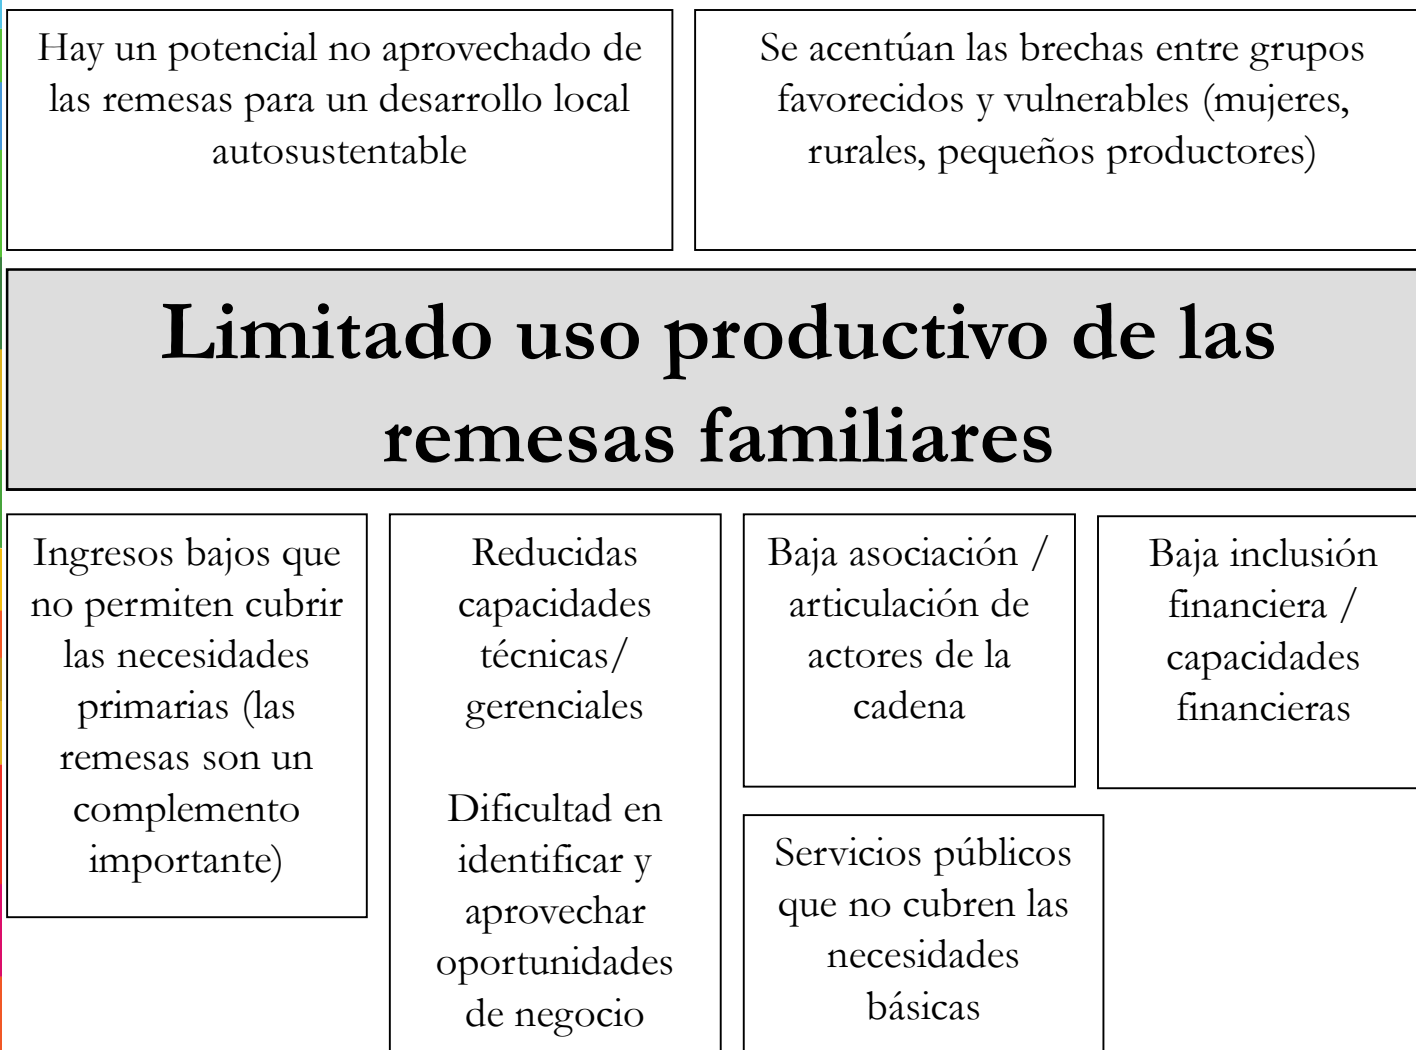 Hay un potencial no aprovechado de
las remesas para un desarrollo local
autosustentable
Se acentúan las brechas entre grupos
favorecidos y vulnerables (mujeres,
rurales, pequeños productores)
Limitado uso productivo de las
remesas familiares
Ingresos bajos que
no permiten cubrir
las necesidades
primarias (las
remesas son un
complemento
importante)
Reducidas
capacidades
técnicas/
gerenciales
Dificultad en
identificar y
aprovechar
oportunidades
de negocio
Baja asociación /
articulación de
actores de la
cadena
Baja inclusión
financiera /
capacidades
financieras
Servicios públicos
que no cubren las
necesidades
básicas